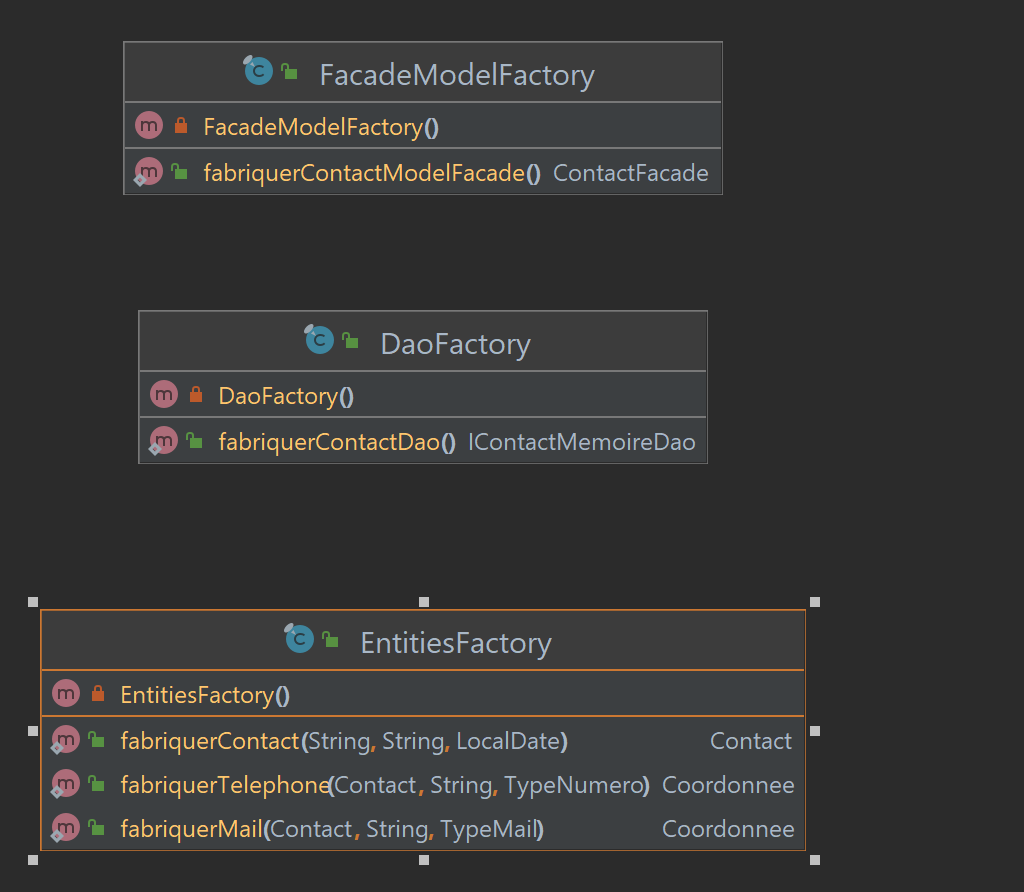 FacadeModelFactory
FacadeModelFactory()
fabriquerContactModelFacade() ContactFacade
DaoFactory
DaoFactory()
fabriquerContactDao() IContactMemoireDao
EntitiesFactory
EntitiesFactory()
fabriquerContact(String, String, LocalDate) Contact
fabriquerTelephone(Contact, String, TypeNumero) Coordonnee
fabriquerMail(Contact, String, TypeMail) Coordonnee